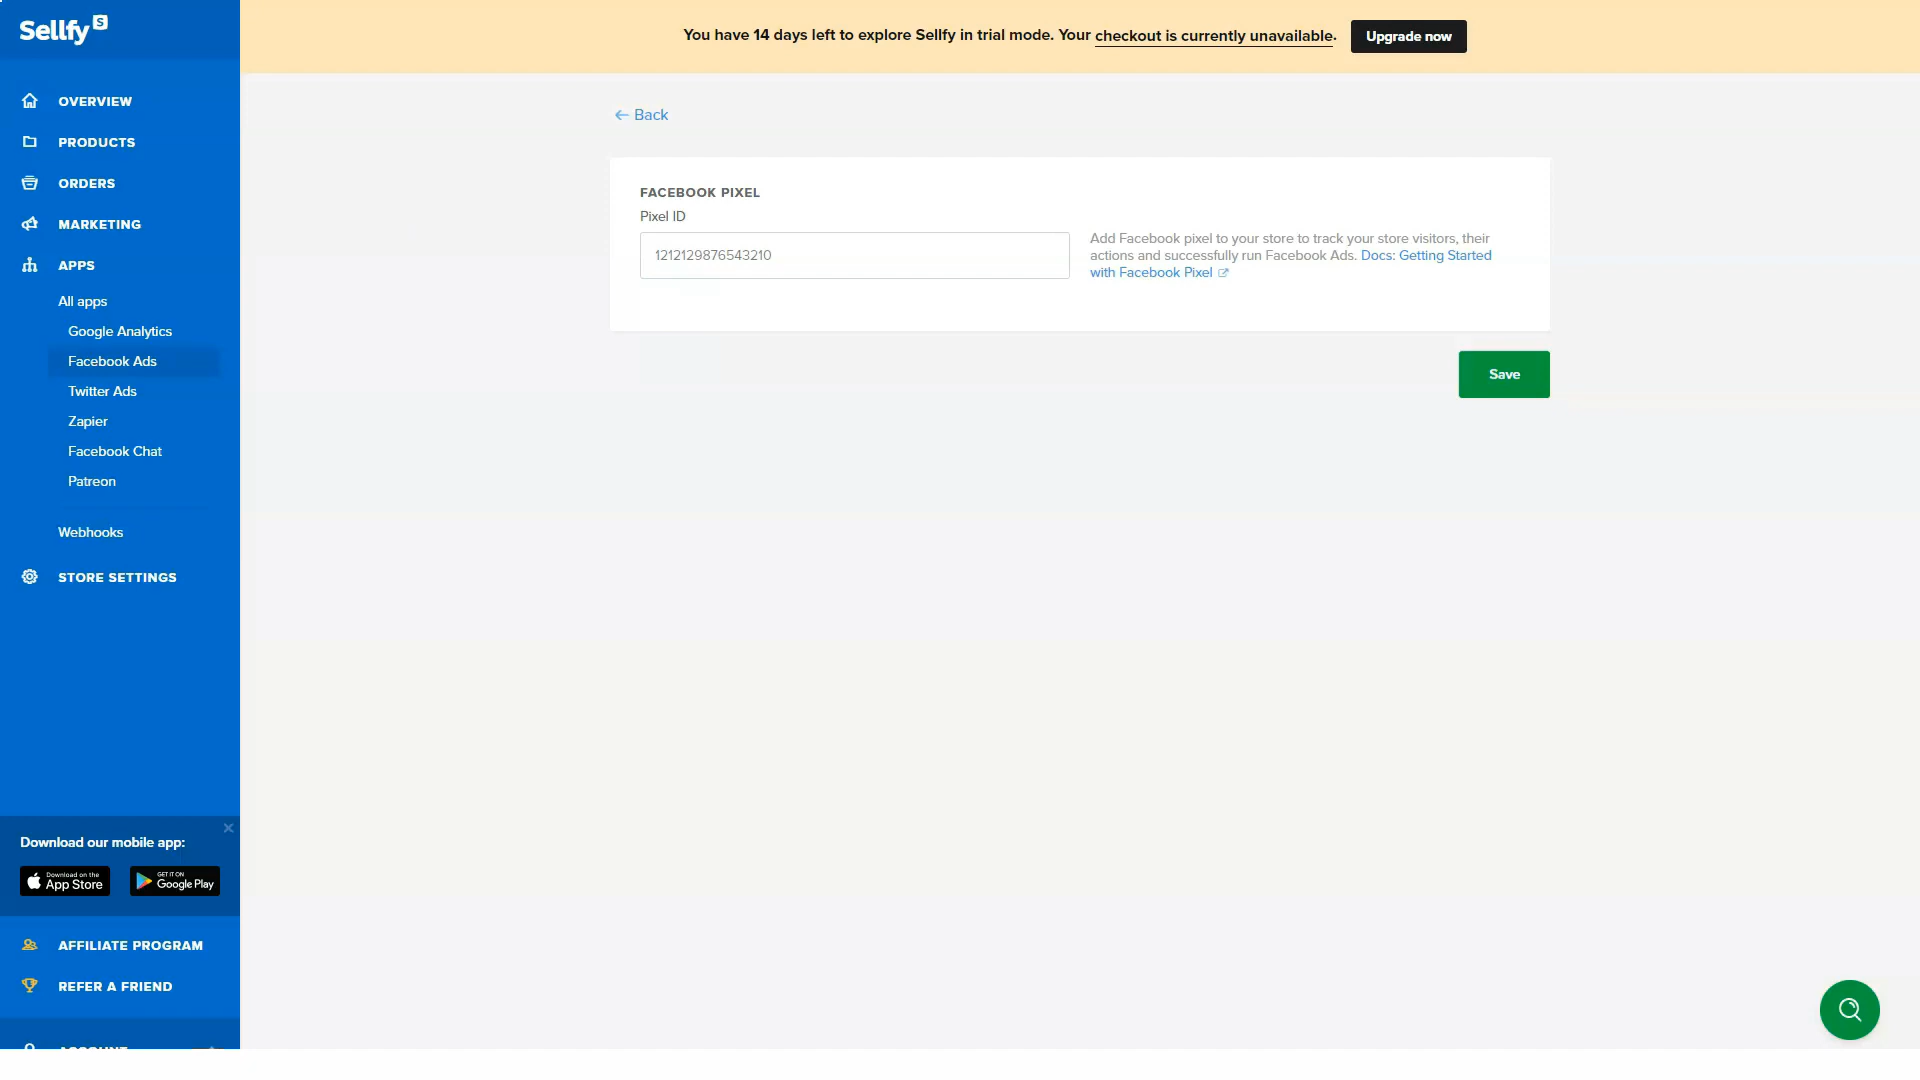 Sellfy S
OVERVIEW
PRODUCTS
ORDERS
MARKETING
APPS
All apps
Google Analytics
Facebook Ads
Twitter Ads
Zapier
Facebook Chat
Patreon
Webhooks
STORE SETTINGS
Download our mobile app:
Download on the
App Store
GET IT ON
Google Play
AFFILIATE PROGRAM
REFER A FRIEND
ACCOUNT
You have 14 days left to explore Sellfy in trial mode. Your checkout is currently unavailable.
Upgrade now
← Back
FACEBOOK PIXEL
Pixel ID
1212129876543210
Add Facebook pixel to your store to track your store visitors, their
actions and successfully run Facebook Ads. Docs: Getting Started
with Facebook Pixel
Save